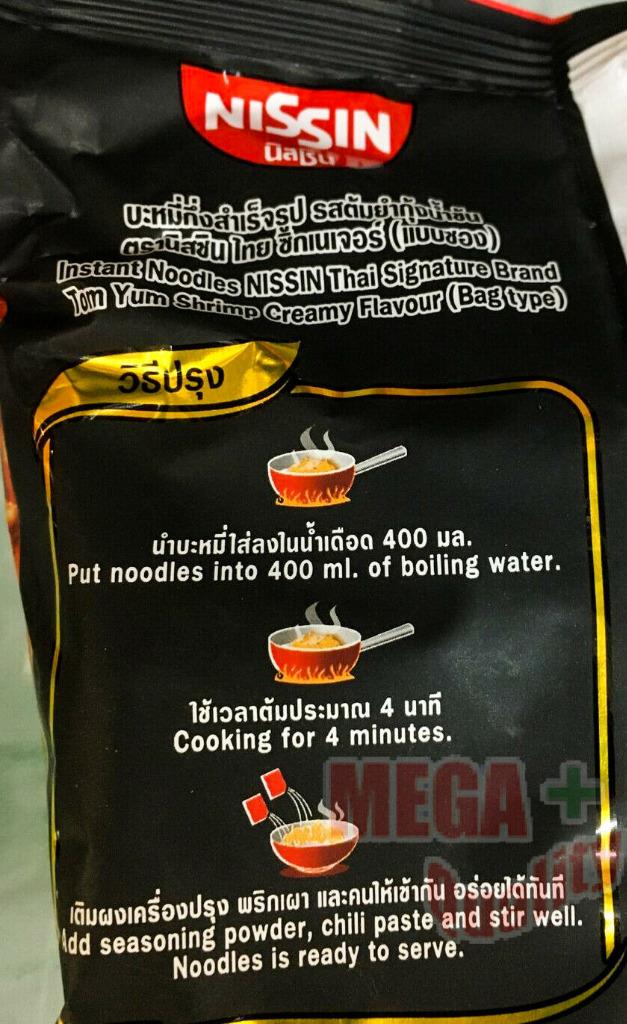 NISSIN
นิสชิน
บะหมี่กึ่งสำเร็จรูป รสต้มยำกุ้งน้ำข้น
ตรานิสชิน ไทย ซิกเนเจอร์ (แบบซอง)
Instant Noodles NISSIN Thai Signature Brand
Tom Yum Shrimp Creamy Flavour (Bag type)
วิธีปรุง
นำบะหมี่ใส่ลงในน้ำเดือด 400 มล.
Put noodles into 400 ml. of boiling water.
ใช้เวลาต้มประมาณ 4 นาที
Cooking for 4 minutes.
MEGA +
Quality
เติมผงเครื่องปรุง พริกเผา และคนให้เข้ากัน อร่อยได้ทันที
Add seasoning powder, chili paste and stir well.
Noodles is ready to serve.